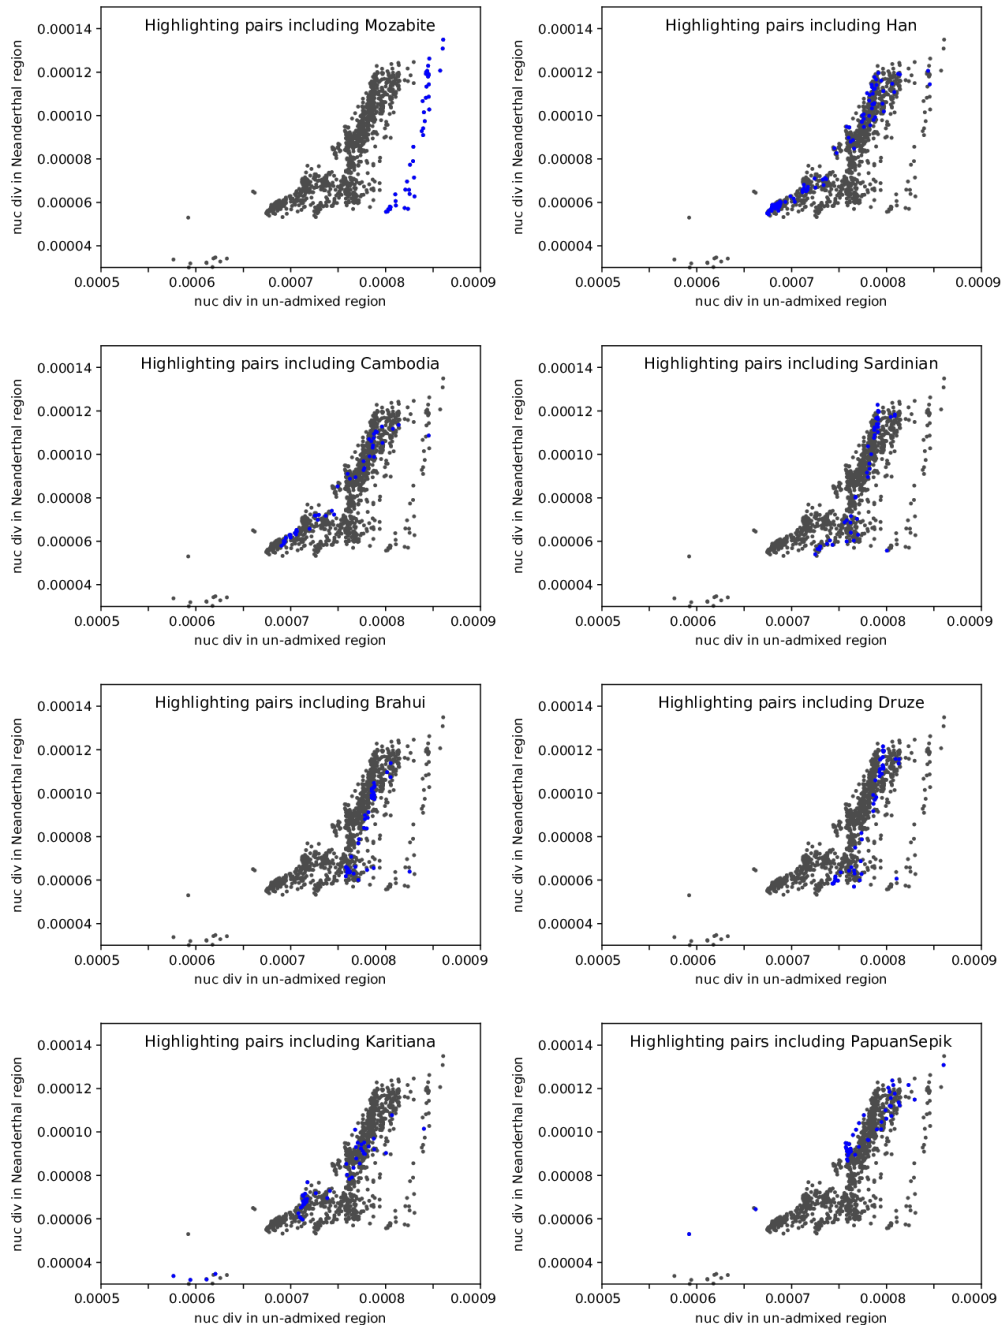 Highlighting pairs including Mozabite
nuc div in Neanderthal region
0.00014
0.00012
0.00010
0.00008
0.00006
0.00004
0.0005 0.0006 0.0007 0.0008 0.0009
nuc div in un-admixed region
Highlighting pairs including Han
nuc div in Neanderthal region
0.00014
0.00012
0.00010
0.00008
0.00006
0.00004
0.0005 0.0006 0.0007 0.0008 0.0009
nuc div in un-admixed region
Highlighting pairs including Cambodia
nuc div in Neanderthal region
0.00014
0.00012
0.00010
0.00008
0.00006
0.00004
0.0005 0.0006 0.0007 0.0008 0.0009
nuc div in un-admixed region
Highlighting pairs including Sardinian
nuc div in Neanderthal region
0.00014
0.00012
0.00010
0.00008
0.00006
0.00004
0.0005 0.0006 0.0007 0.0008 0.0009
nuc div in un-admixed region
Highlighting pairs including Brahui
nuc div in Neanderthal region
0.00014
0.00012
0.00010
0.00008
0.00006
0.00004
0.0005 0.0006 0.0007 0.0008 0.0009
nuc div in un-admixed region
Highlighting pairs including Druze
nuc div in Neanderthal region
0.00014
0.00012
0.00010
0.00008
0.00006
0.00004
0.0005 0.0006 0.0007 0.0008 0.0009
nuc div in un-admixed region
Highlighting pairs including Karitiana
nuc div in Neanderthal region
0.00014
0.00012
0.00010
0.00008
0.00006
0.00004
0.0005 0.0006 0.0007 0.0008 0.0009
nuc div in un-admixed region
Highlighting pairs including PapuanSepik
nuc div in Neanderthal region
0.00014
0.00012
0.00010
0.00008
0.00006
0.00004
0.0005 0.0006 0.0007 0.0008 0.0009
nuc div in un-admixed region